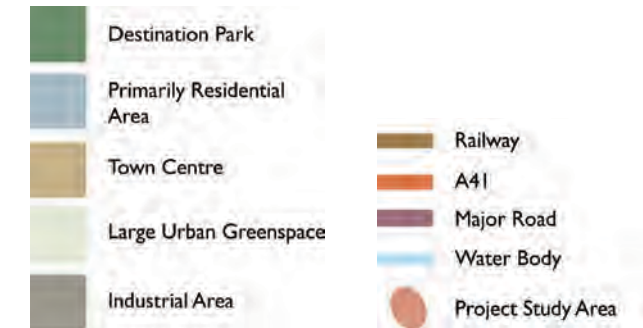 Destination Park
Primarily Residential
Area
Town Centre
Large Urban Greenspace
Industrial Area
Railway
A41
Major Road
Water Body
Project Study Area